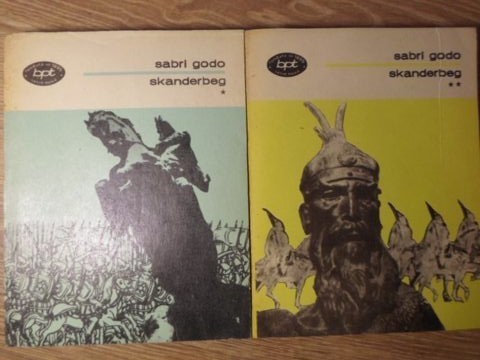 bpt
sabri godo
skanderbeg
*
bpt
sabri godo
skanderbeg
**